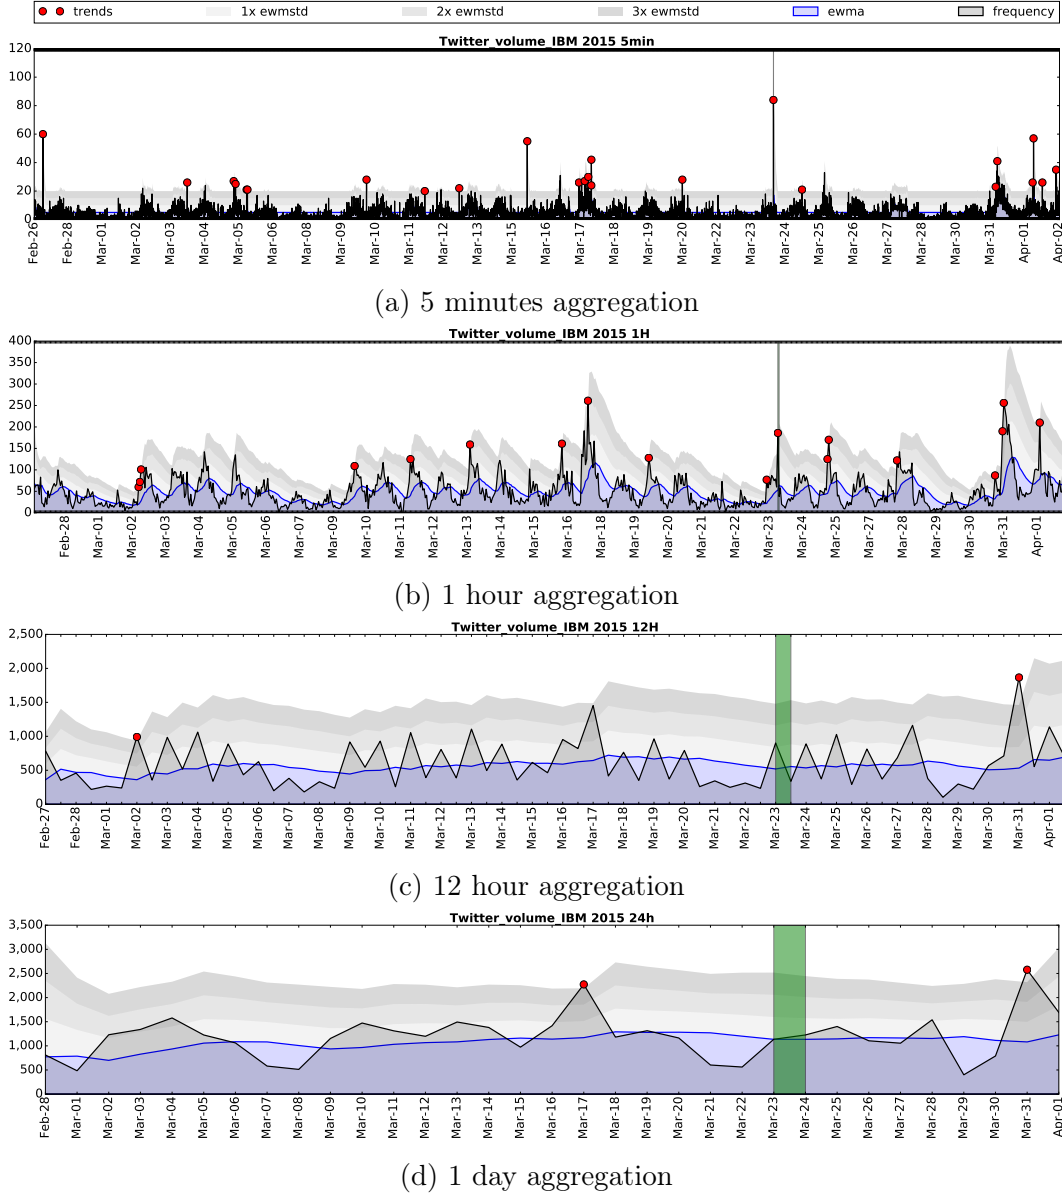 trends 1x ewmstd 2x ewmstd 3x ewmstd ewma frequency
Twitter_volume_IBM 2015 5min
120
100
80
60
40
20
0
Feb-26 Feb-28 Mar-01 Mar-03 Mar-04 Mar-05 Mar-06 Mar-08 Mar-09 Mar-10 Mar-11 Mar-13 Mar-14 Mar-15 Mar-16 Mar-17 Mar-19 Mar-20 Mar-21 Mar-22 Mar-24 Mar-25 Mar-26 Mar-27 Mar-28 Mar-30 Mar-31 Apr-01 Apr-02
(a) 5 minutes aggregation
Twitter_volume_IBM 2015 1H
400
350
300
250
200
150
100
50
0
Feb-28 Mar-01 Mar-02 Mar-03 Mar-04 Mar-05 Mar-06 Mar-07 Mar-08 Mar-09 Mar-10 Mar-11 Mar-12 Mar-13 Mar-14 Mar-15 Mar-16 Mar-18 Mar-19 Mar-20 Mar-21 Mar-22 Mar-23 Mar-24 Mar-25 Mar-26 Mar-27 Mar-28 Mar-29 Mar-30 Mar-31 Apr-01
(b) 1 hour aggregation
Twitter_volume_IBM 2015 12H
2,500
2,000
1,500
1,000
500
0
Feb-27 Feb-28 Mar-01 Mar-02 Mar-03 Mar-04 Mar-05 Mar-06 Mar-07 Mar-08 Mar-09 Mar-10 Mar-11 Mar-12 Mar-13 Mar-14 Mar-15 Mar-16 Mar-17 Mar-18 Mar-19 Mar-20 Mar-21 Mar-22 Mar-23 Mar-24 Mar-25 Mar-26 Mar-27 Mar-28 Mar-29 Mar-30 Mar-31 Apr-01
(c) 12 hour aggregation
Twitter_volume_IBM 2015 24h
3,500
3,000
2,500
2,000
1,500
1,000
500
0
Feb-28 Mar-01 Mar-02 Mar-03 Mar-04 Mar-05 Mar-06 Mar-07 Mar-08 Mar-09 Mar-10 Mar-11 Mar-12 Mar-13 Mar-14 Mar-15 Mar-16 Mar-17 Mar-18 Mar-19 Mar-20 Mar-21 Mar-22 Mar-23 Mar-24 Mar-25 Mar-26 Mar-27 Mar-28 Mar-29 Mar-30 Mar-31 Apr-01
(d) 1 day aggregation